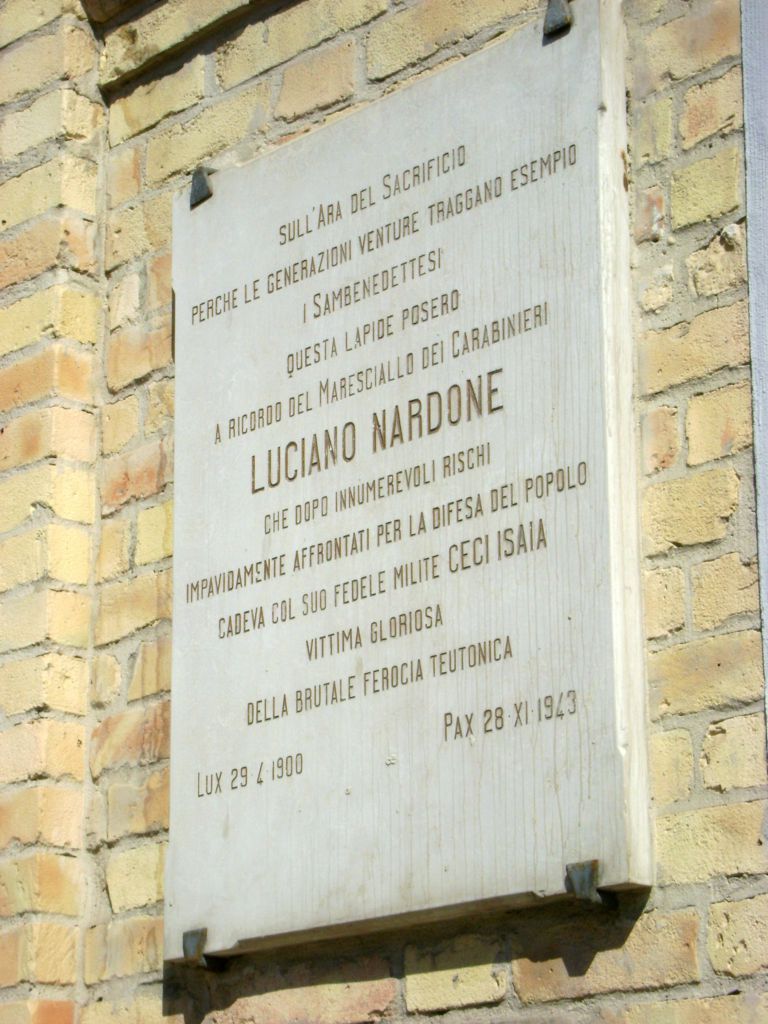 SULL'ARA DEL SACRIFICIO
PERCHE LE GENERAZIONI VENTURE TRAGGANO ESEMPIO
I SAMBENEDETTESI
QUESTA LAPIDE POSERO
A RICORDO DEL MARESCIALLO DEI CARABINIERI
LUCIANO NARDONE
CHE DOPO INNUMEREVOLI RISCHI
IMPAVIDAMENTE AFFRONTATI PER LA DIFESA DEL POPOLO
CADEVA COL SUO FEDELE MILITE CECI ISAIA
VITTIMA GLORIOSA
DELLA BRUTALE FEROCIA TEUTONICA
LUX 29·4·1900 PAX 28·XI·1943